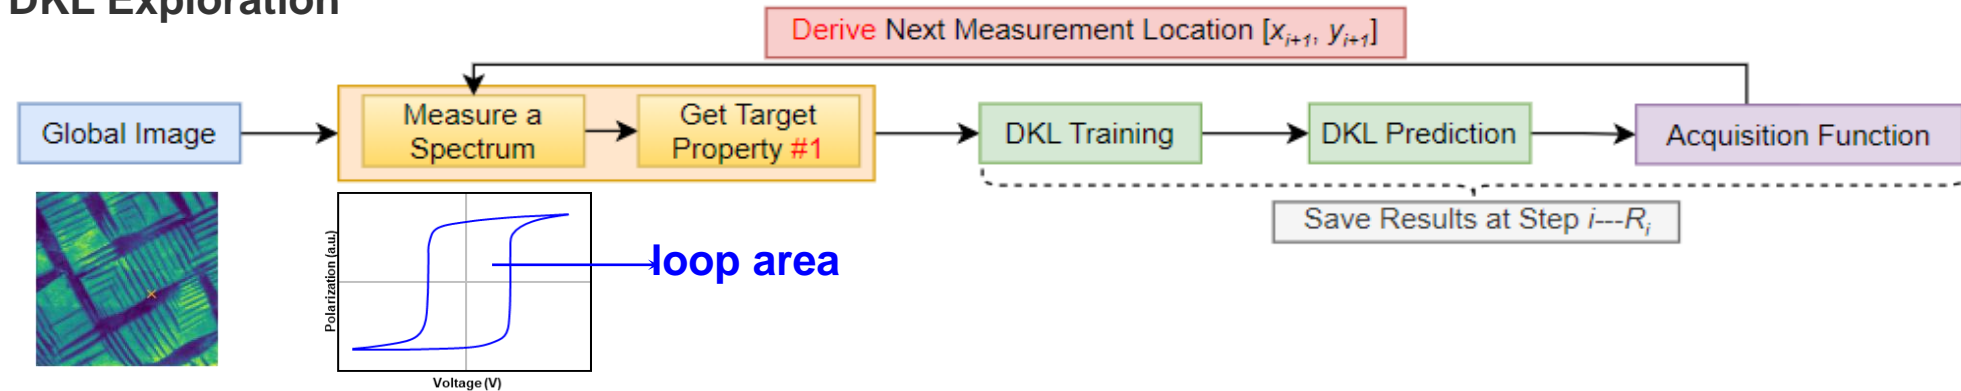 DKL Exploration
Derive Next Measurement Location [xi+1, yi+1]
Global Image
Measure a
Spectrum
Get Target
Property #1
DKL Training
DKL Prediction
Acquisition Function
Save Results at Step i---Ri
Polarization (a.u.)
loop area
Voltage (V)